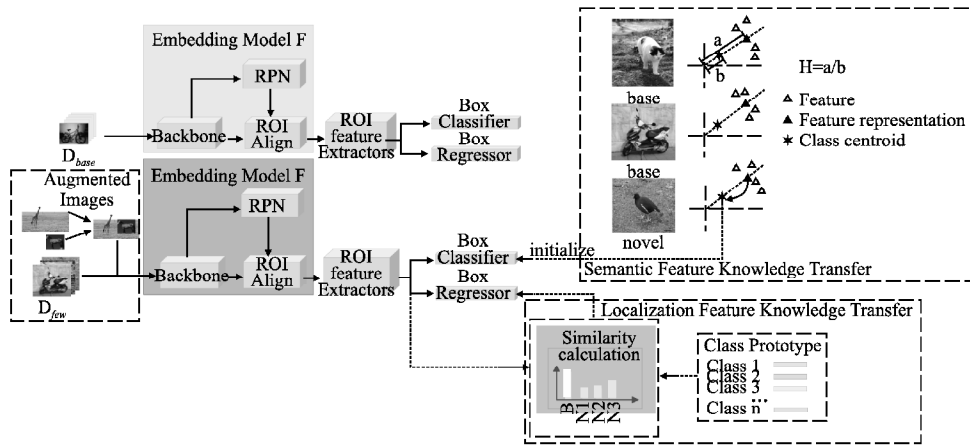 Embedding Model F
RPN
Backbone
ROI
Align
ROI
feature
Extractors
Box
Classifier
Box
Regressor
D_base
Augmented
Images
Embedding Model F
RPN
Backbone
ROI
Align
ROI
feature
Extractors
Box
Classifier
Box
Regressor
D_few
initialize
base
base
novel
a
b
H=a/b
Feature
Feature representation
Class centroid
Semantic Feature Knowledge Transfer
Localization Feature Knowledge Transfer
Similarity
calculation
B
N1
N2
N3
Class Prototype
Class 1
Class 2
Class 3
...
Class n